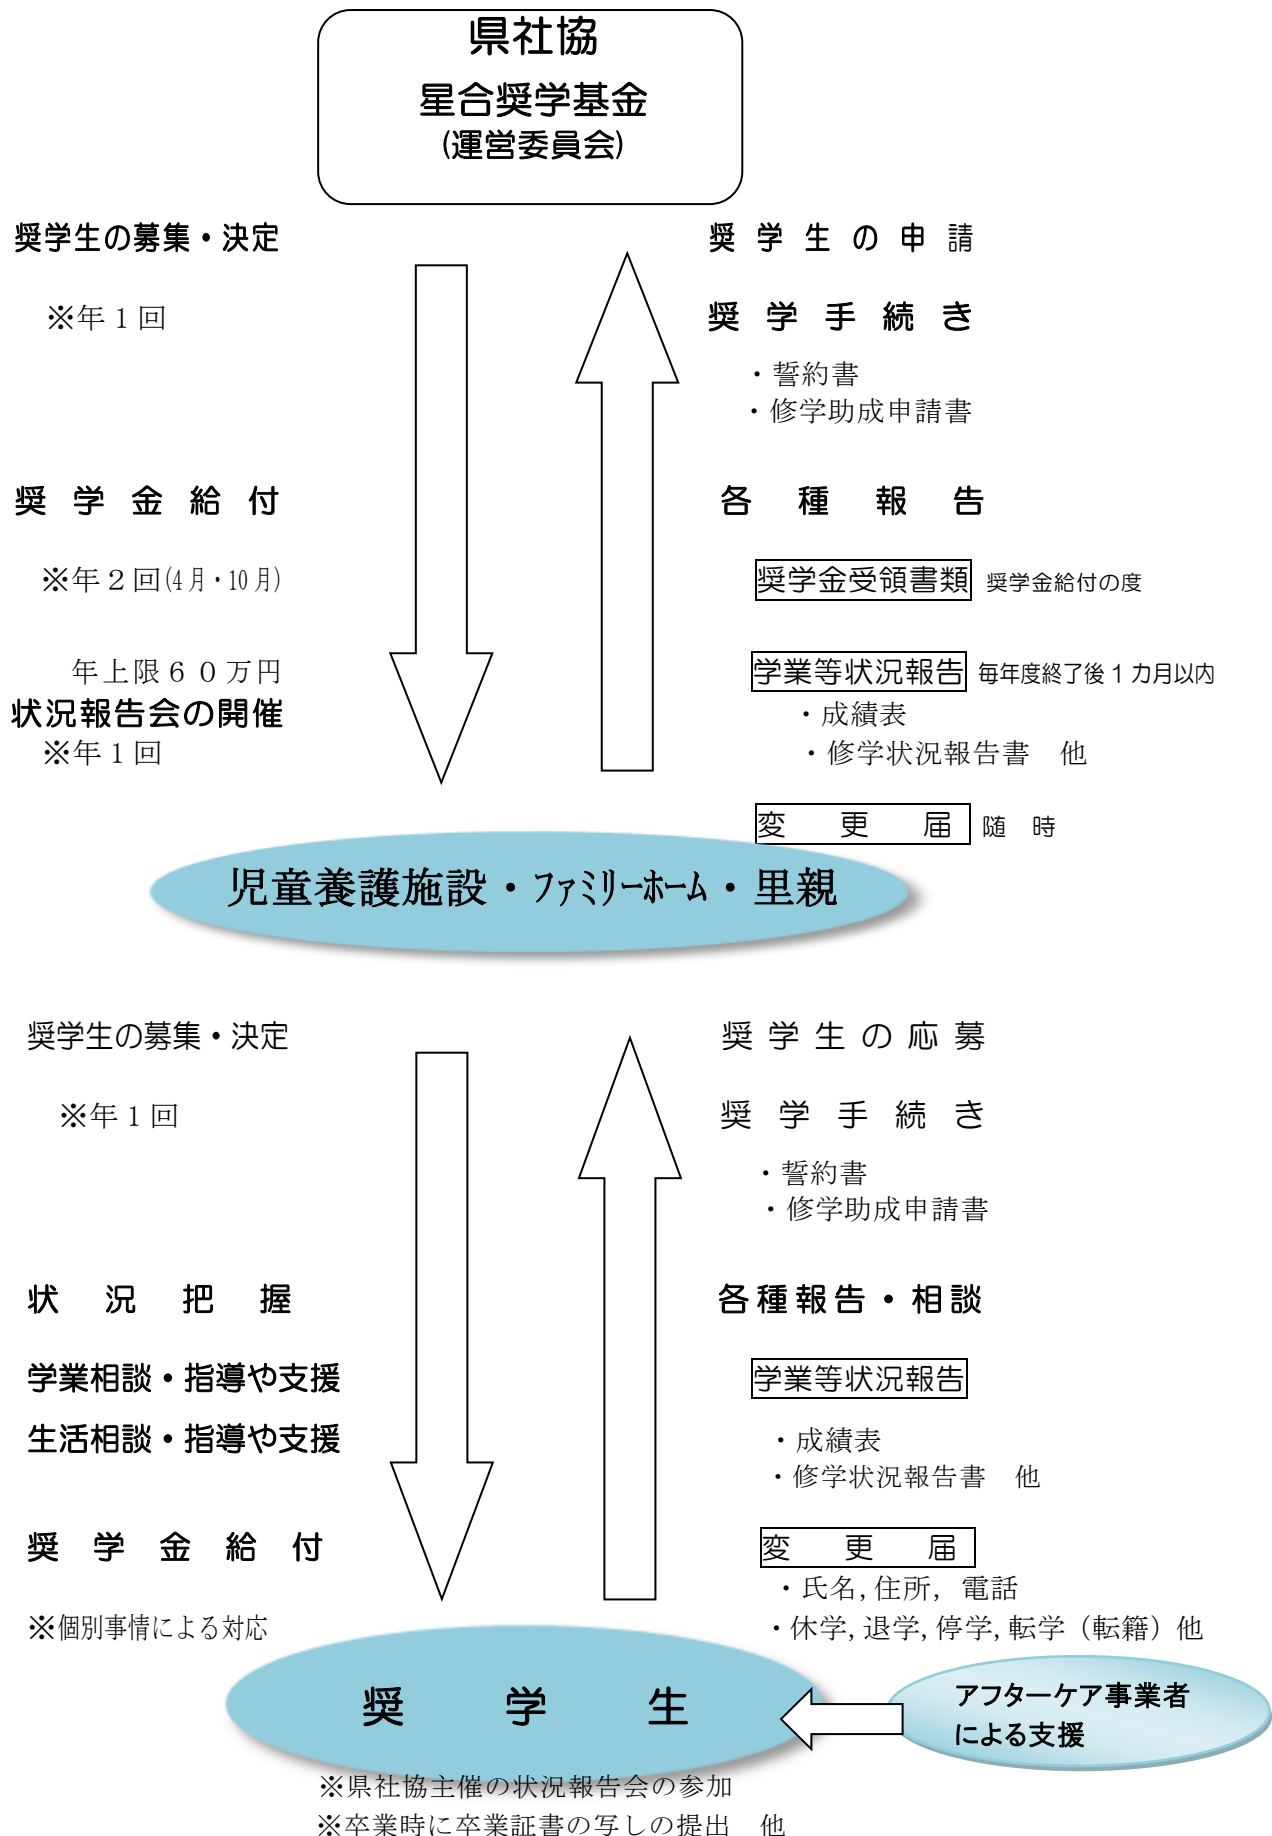 県社協
星合奨学基金
(運営委員会)
奨学生の募集・決定
※年１回
奨学生の申請
奨学手続き
・誓約書
・修学助成申請書
奨学金給付
※年２回(4月・10月)
年上限６０万円
状況報告会の開催
※年１回
各種報告
奨学金受領書類 奨学金給付の度
学業等状況報告 毎年度終了後１カ月以内
・成績表
・修学状況報告書　他
変　更　届 随　時
児童養護施設・ファミリーホーム・里親
奨学生の募集・決定
※年１回
奨学生の応募
奨学手続き
・誓約書
・修学助成申請書
状況把握
学業相談・指導や支援
生活相談・指導や支援
奨学金給付
※個別事情による対応
各種報告・相談
学業等状況報告
・成績表
・修学状況報告書　他
変　更　届
・氏名,住所, 電話
・休学,退学,停学,転学（転籍）他
奨　学　生
アフターケア事業者
による支援
※県社協主催の状況報告会の参加
※卒業時に卒業証書の写しの提出　他